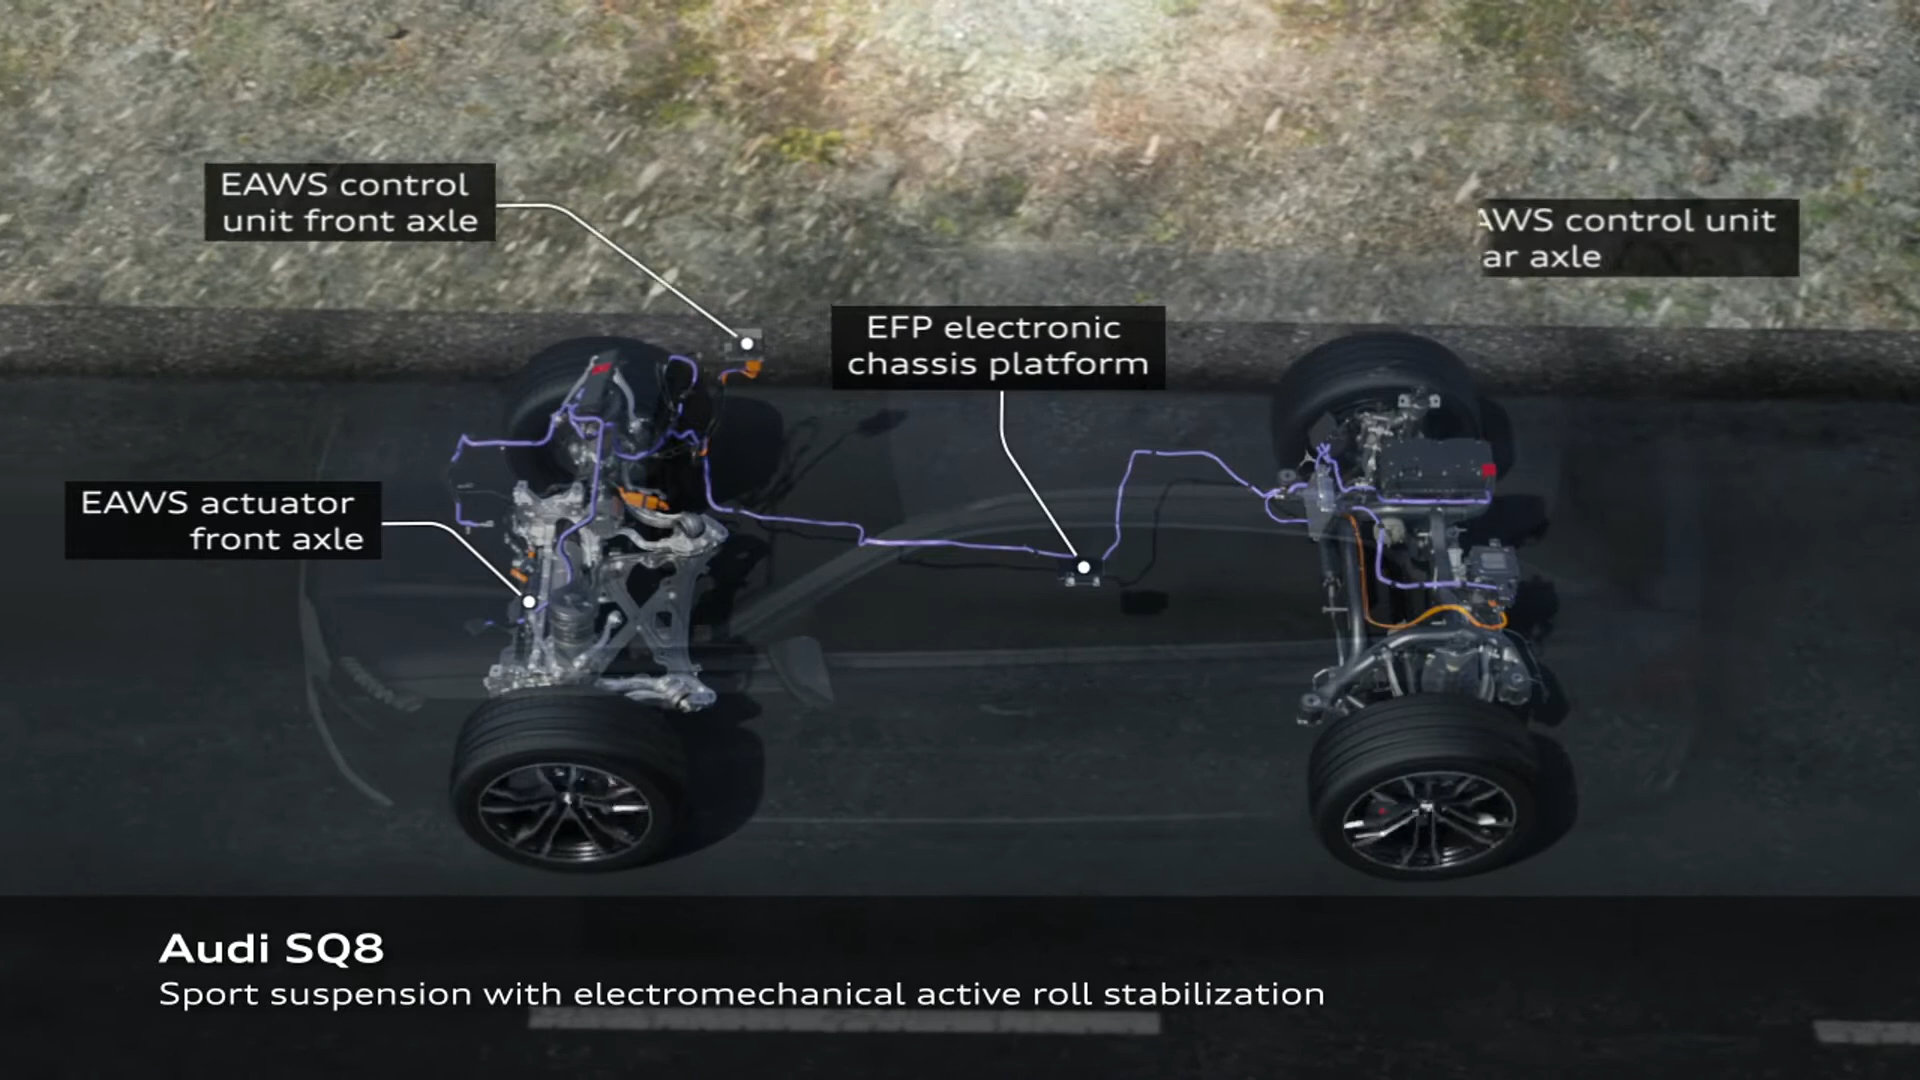 EAWS control
unit front axle
AWS control unit
ar axle
EFP electronic
chassis platform
EAWS actuator
front axle
Audi SQ8
Sport suspension with electromechanical active roll stabilization